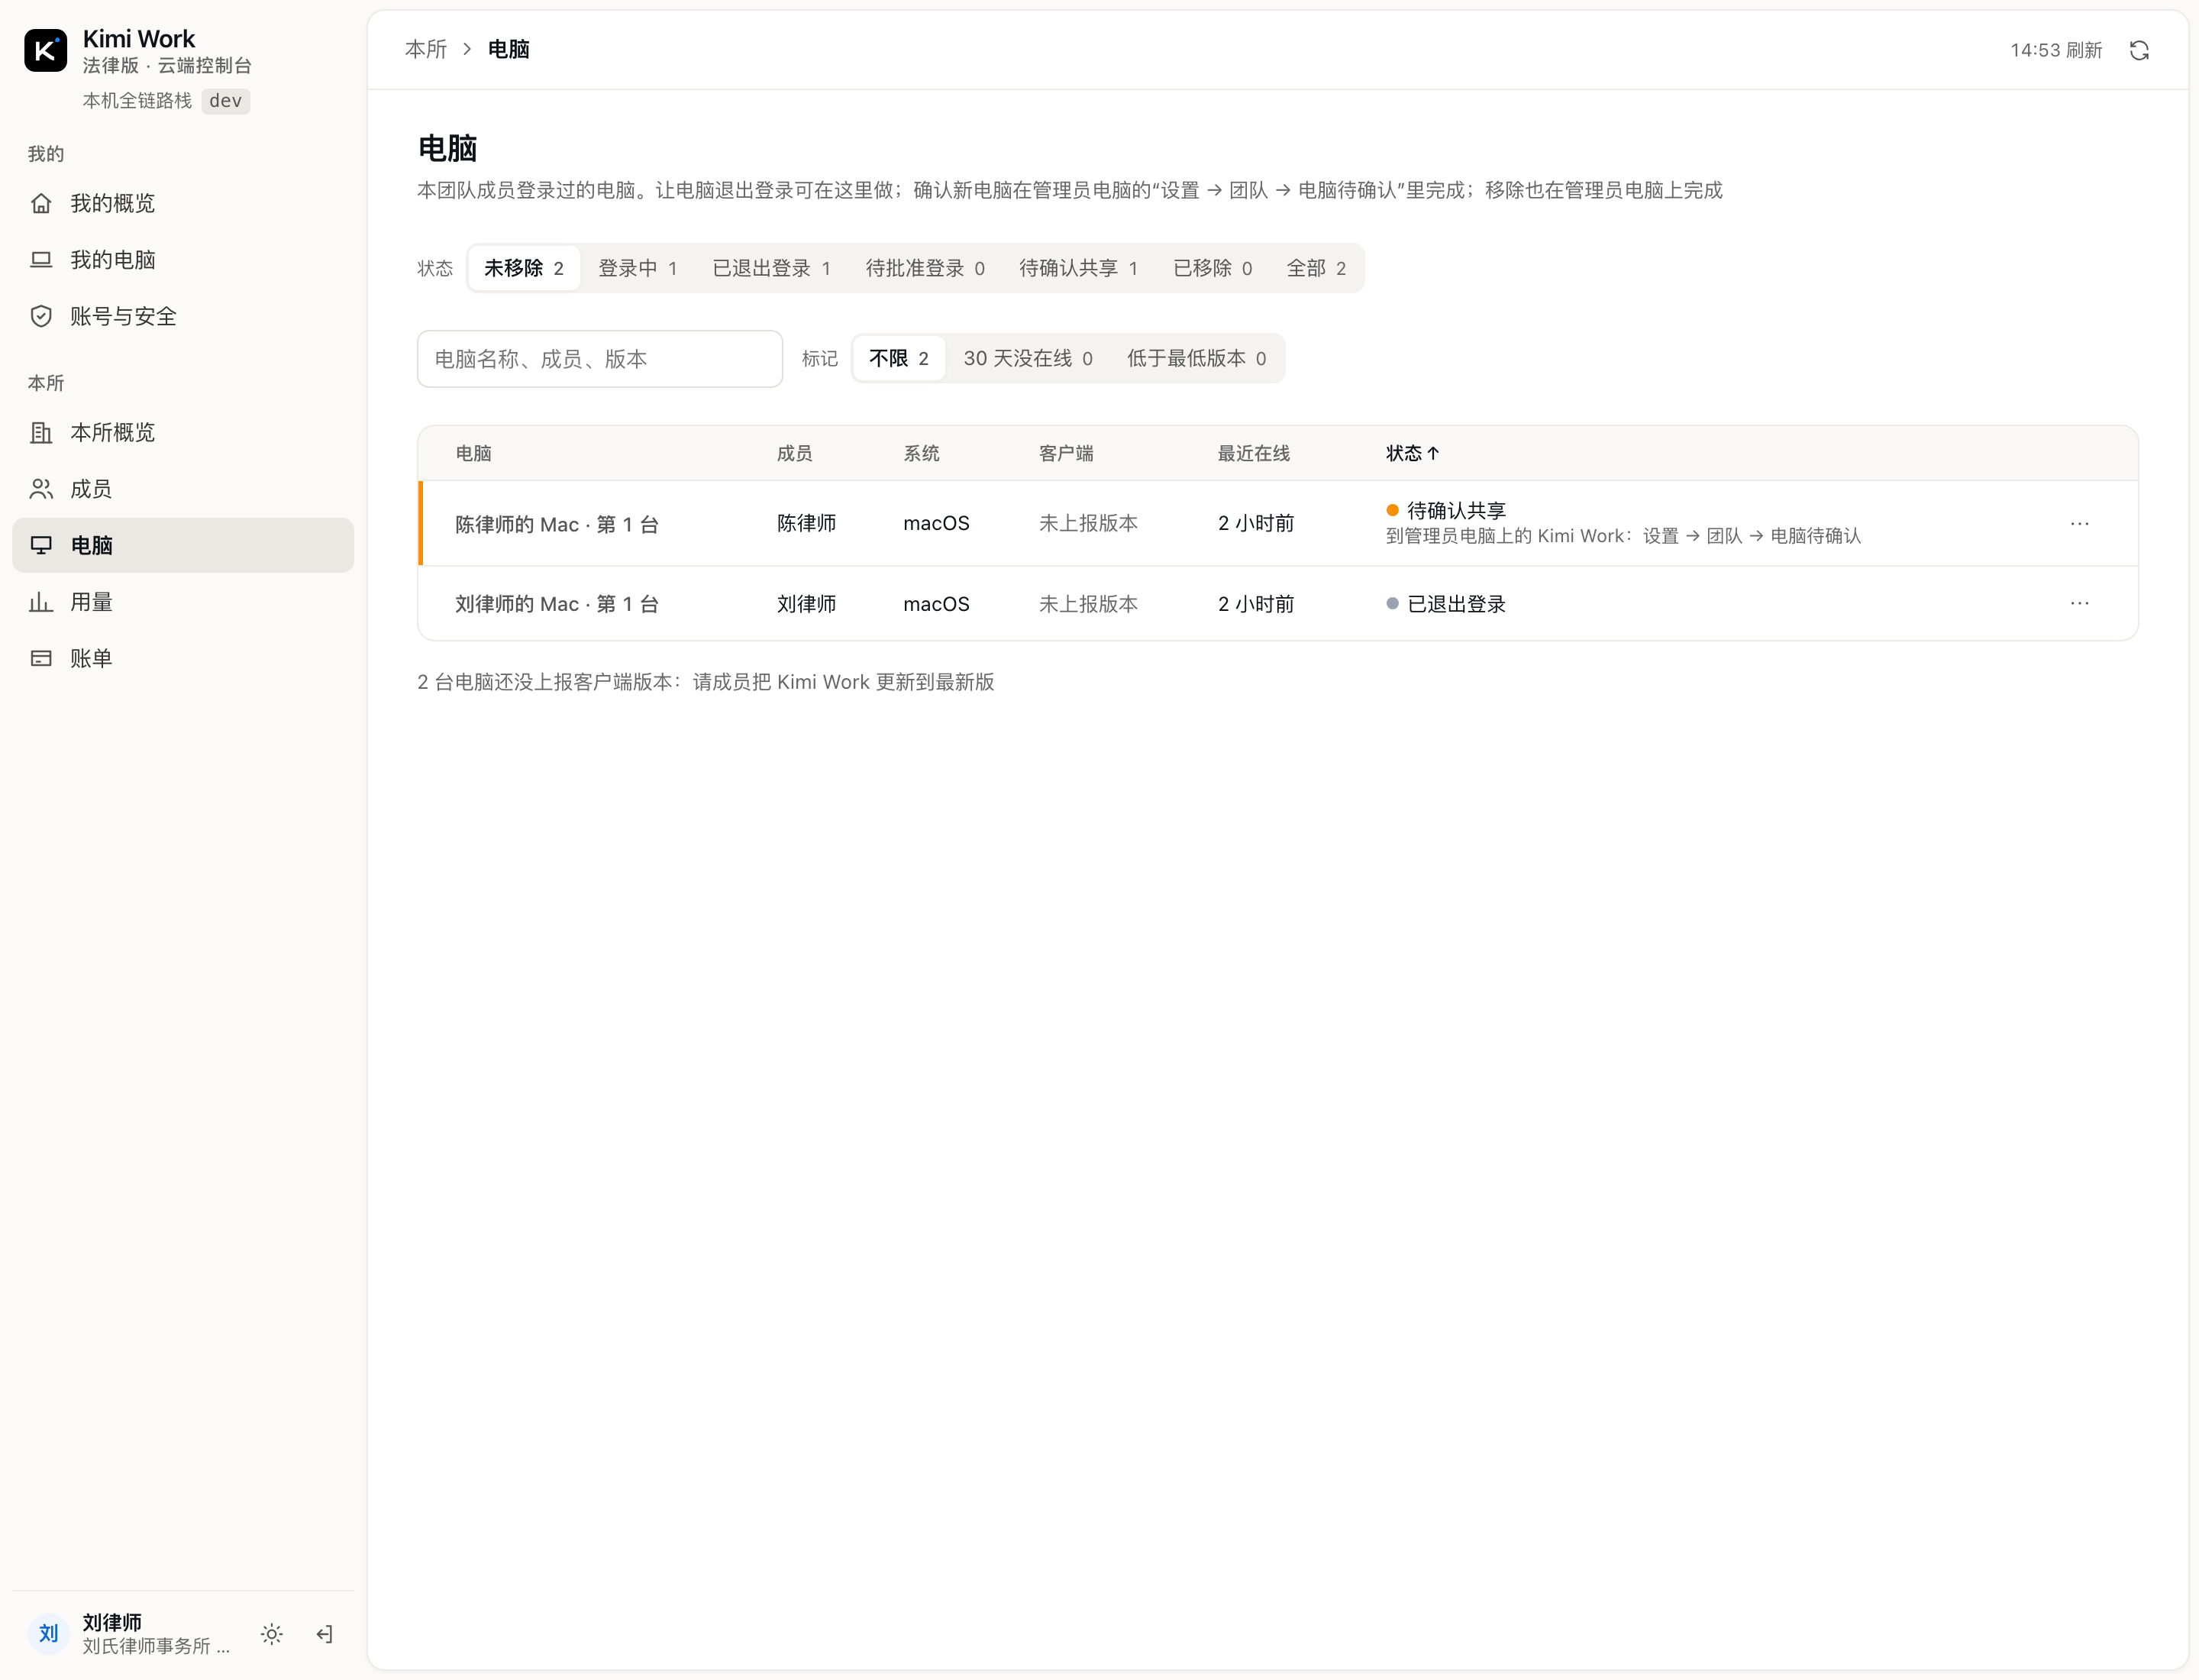 Kimi Work
法律版 · 云端控制台
本机全链路栈 dev
我的
我的概览
我的电脑
账号与安全
本所
本所概览
成员
电脑
用量
账单
刘
刘律师
刘氏律师事务所 ...
本所 > 电脑
14:53 刷新
电脑
本团队成员登录过的电脑。让电脑退出登录可在这里做；确认新电脑在管理员电脑的“设置 → 团队 → 电脑待确认”里完成；移除也在管理员电脑上完成
状态 未移除 2 登录中 1 已退出登录 1 待批准登录 0 待确认共享 1 已移除 0 全部 2
电脑名称、成员、版本 标记 不限 2 30 天没在线 0 低于最低版本 0
电脑 成员 系统 客户端 最近在线 状态 ↑
陈律师的 Mac · 第 1 台 陈律师 macOS 未上报版本 2 小时前 待确认共享
到管理员电脑上的 Kimi Work：设置 → 团队 → 电脑待确认
刘律师的 Mac · 第 1 台 刘律师 macOS 未上报版本 2 小时前 已退出登录
2 台电脑还没上报客户端版本：请成员把 Kimi Work 更新到最新版